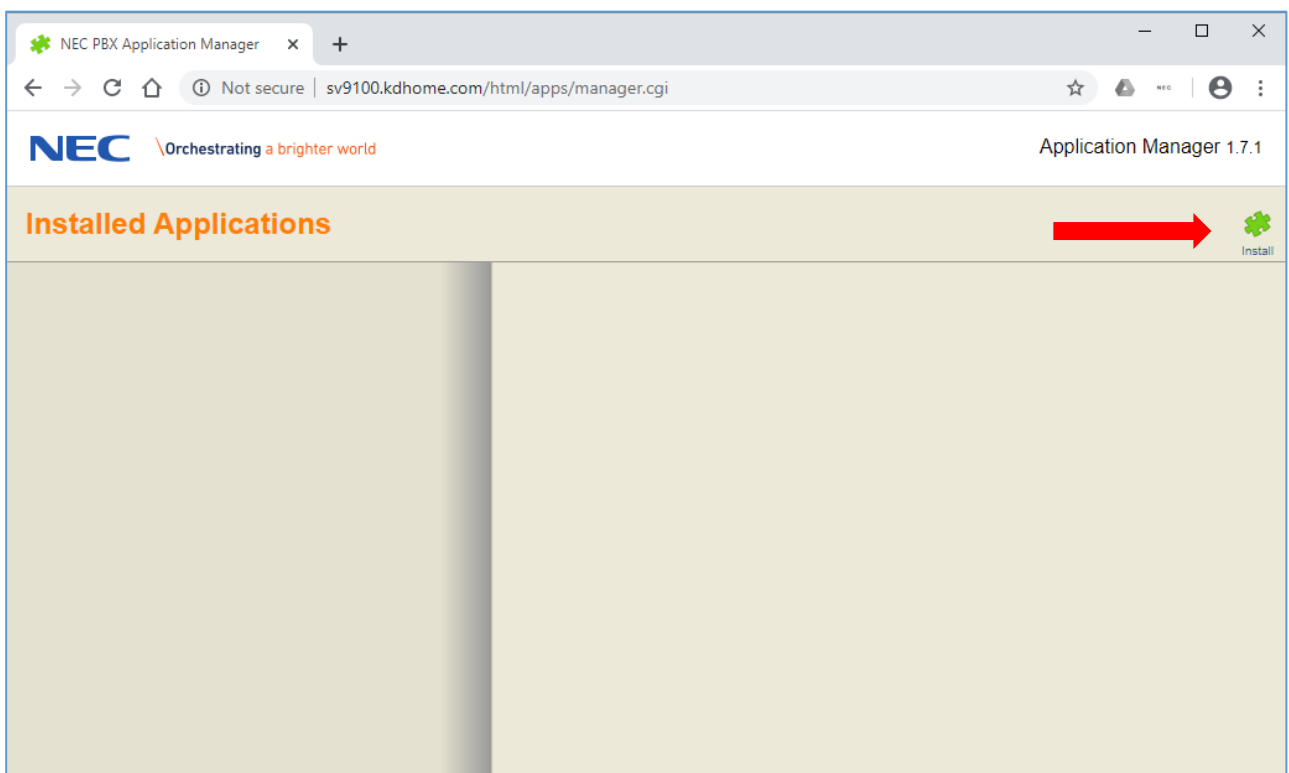 NEC PBX Application Manager
Not secure | sv9100.kdhome.com/html/apps/manager.cgi
NEC
NEC \Orchestrating a brighter world
Application Manager 1.7.1
Installed Applications
Install